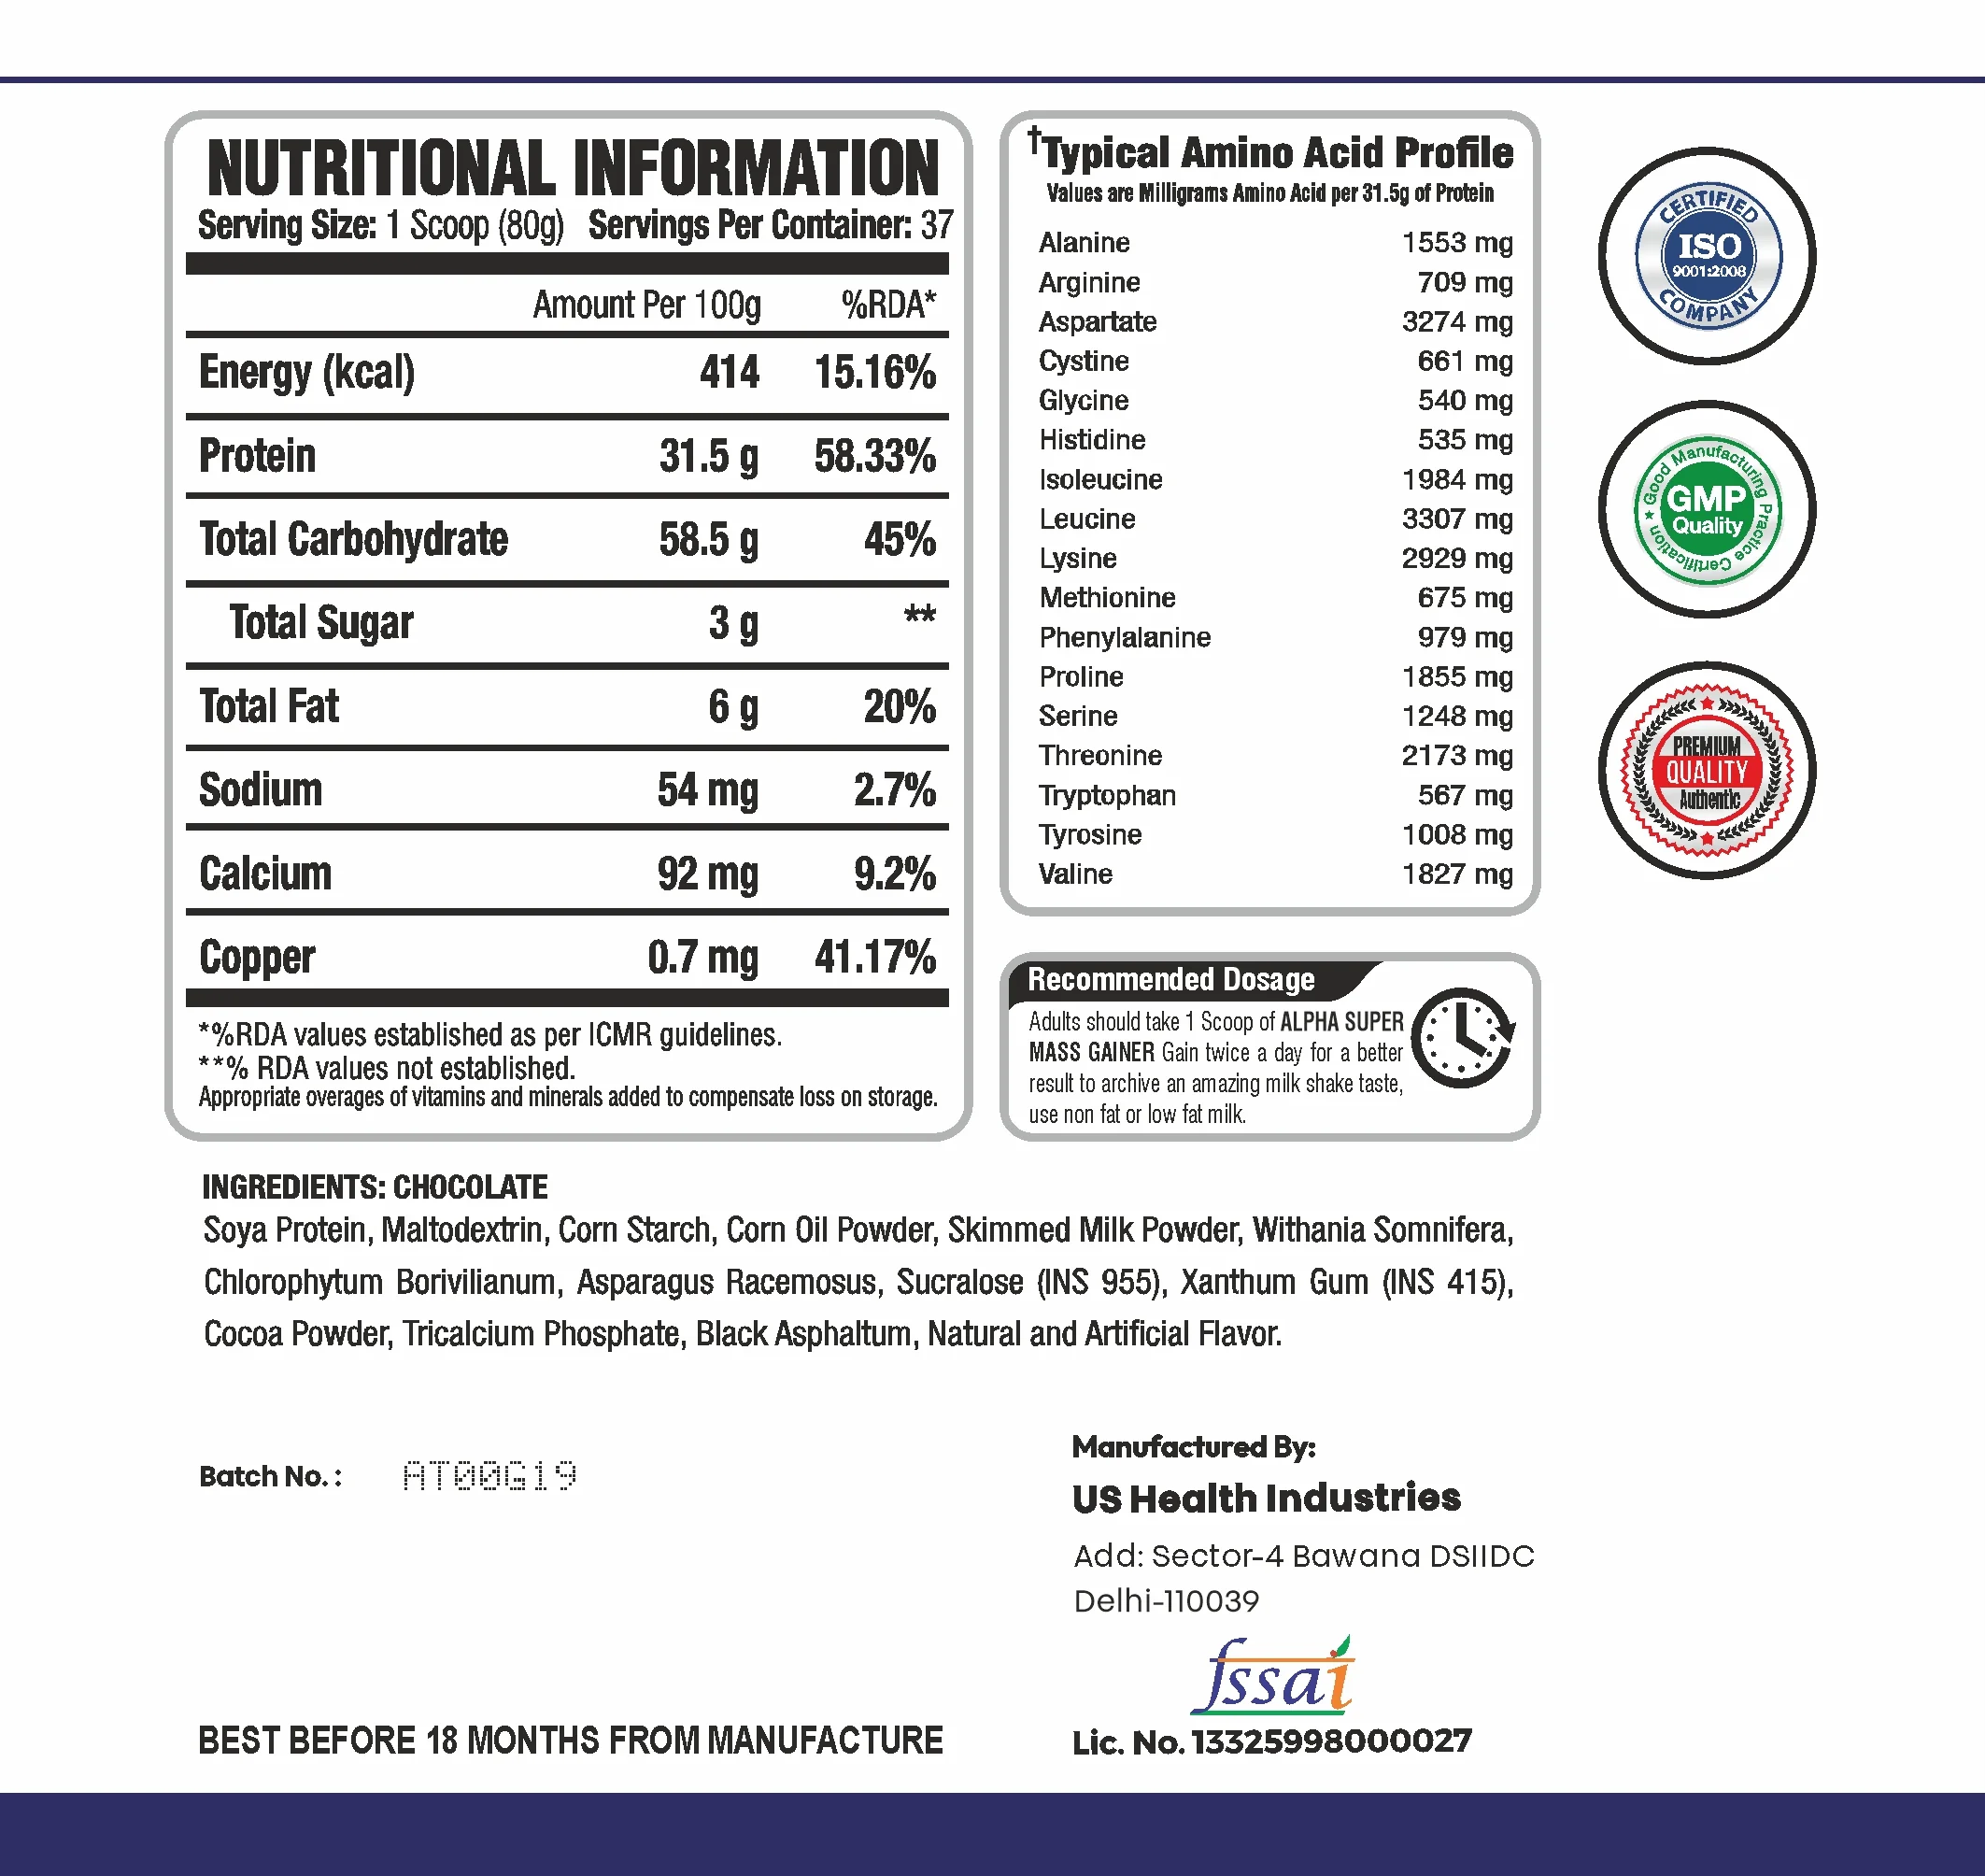 NUTRITIONAL INFORMATION
Serving Size: 1 Scoop (80g) Servings Per Container: 37
Amount Per 100g %RDA*
Energy (kcal) 414 15.16%
Protein 31.5 g 58.33%
Total Carbohydrate 58.5 g 45%
Total Sugar 3 g **
Total Fat 6 g 20%
Sodium 54 mg 2.7%
Calcium 92 mg 9.2%
Copper 0.7 mg 41.17%
*%RDA values established as per ICMR guidelines.
**% RDA values not established.
Appropriate overages of vitamins and minerals added to compensate loss on storage.
†Typical Amino Acid Profile
Values are Milligrams Amino Acid per 31.5g of Protein
Alanine 1553 mg
Arginine 709 mg
Aspartate 3274 mg
Cystine 661 mg
Glycine 540 mg
Histidine 535 mg
Isoleucine 1984 mg
Leucine 3307 mg
Lysine 2929 mg
Methionine 675 mg
Phenylalanine 979 mg
Proline 1855 mg
Serine 1248 mg
Threonine 2173 mg
Tryptophan 567 mg
Tyrosine 1008 mg
Valine 1827 mg
Recommended Dosage
Adults should take 1 Scoop of ALPHA SUPER
MASS GAINER Gain twice a day for a better
result to archive an amazing milk shake taste,
use non fat or low fat milk.
CERTIFIED
ISO
9001:2008
COMPANY
Good Manufacturing Practice Certification
GMP
Quality
PREMIUM
QUALITY
Authentic
INGREDIENTS: CHOCOLATE
Soya Protein, Maltodextrin, Corn Starch, Corn Oil Powder, Skimmed Milk Powder, Withania Somnifera,
Chlorophytum Borivilianum, Asparagus Racemosus, Sucralose (INS 955), Xanthum Gum (INS 415),
Cocoa Powder, Tricalcium Phosphate, Black Asphaltum, Natural and Artificial Flavor.
Batch No. : AT00G19
BEST BEFORE 18 MONTHS FROM MANUFACTURE
Manufactured By:
US Health Industries
Add: Sector-4 Bawana DSIIDC
Delhi-110039
fssai
Lic. No. 13325998000027